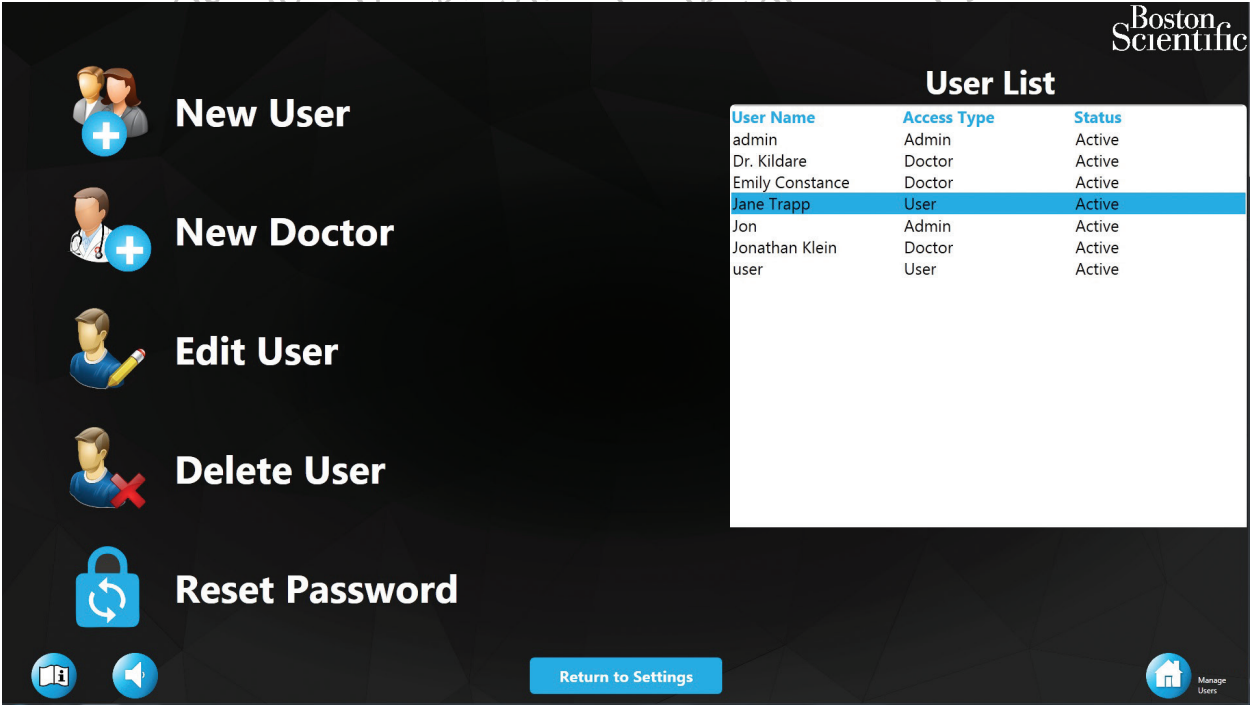 Boston
Scientific
New User
New Doctor
Edit User
Delete User
Reset Password
User List
User Name Access Type Status
admin Admin Active
Dr. Kildare Doctor Active
Emily Constance Doctor Active
Jane Trapp User Active
Jon Admin Active
Jonathan Klein Doctor Active
user User Active
i
Return to Settings
Manage
Users